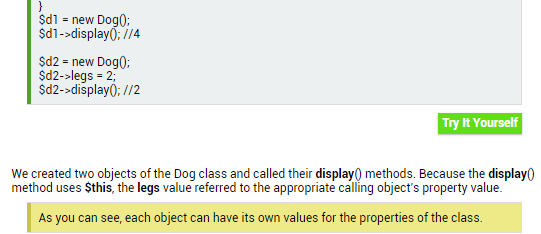 }
$d1 = new Dog();
$d1->display(); //4
$d2 = new Dog();
$d2->legs = 2;
$d2->display(); //2
Try It Yourself
We created two objects of the Dog class and called their display() methods. Because the display()
method uses $this, the legs value referred to the appropriate calling object's property value.
As you can see, each object can have its own values for the properties of the class.